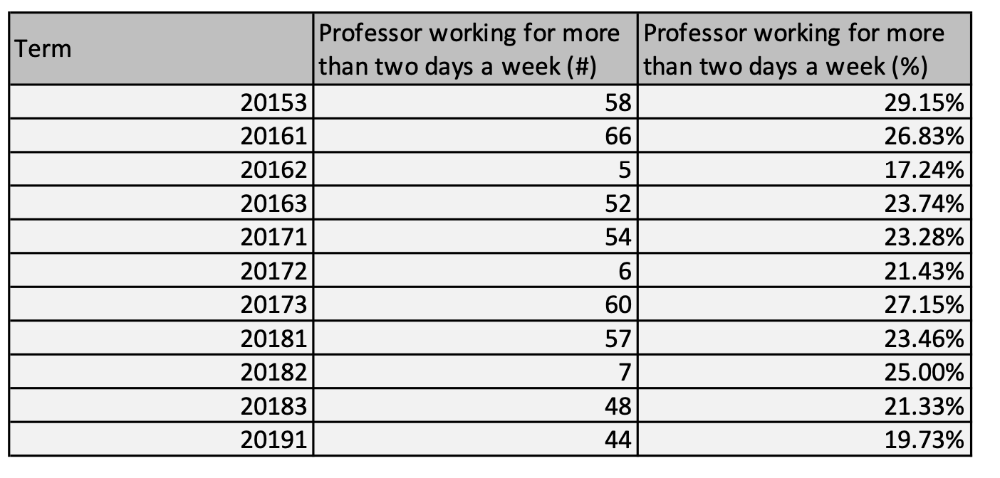 Term
Professor working for more
than two days a week (#)
Professor working for more
than two days a week (%)
20153 58 29.15%
20161 66 26.83%
20162 5 17.24%
20163 52 23.74%
20171 54 23.28%
20172 6 21.43%
20173 60 27.15%
20181 57 23.46%
20182 7 25.00%
20183 48 21.33%
20191 44 19.73%